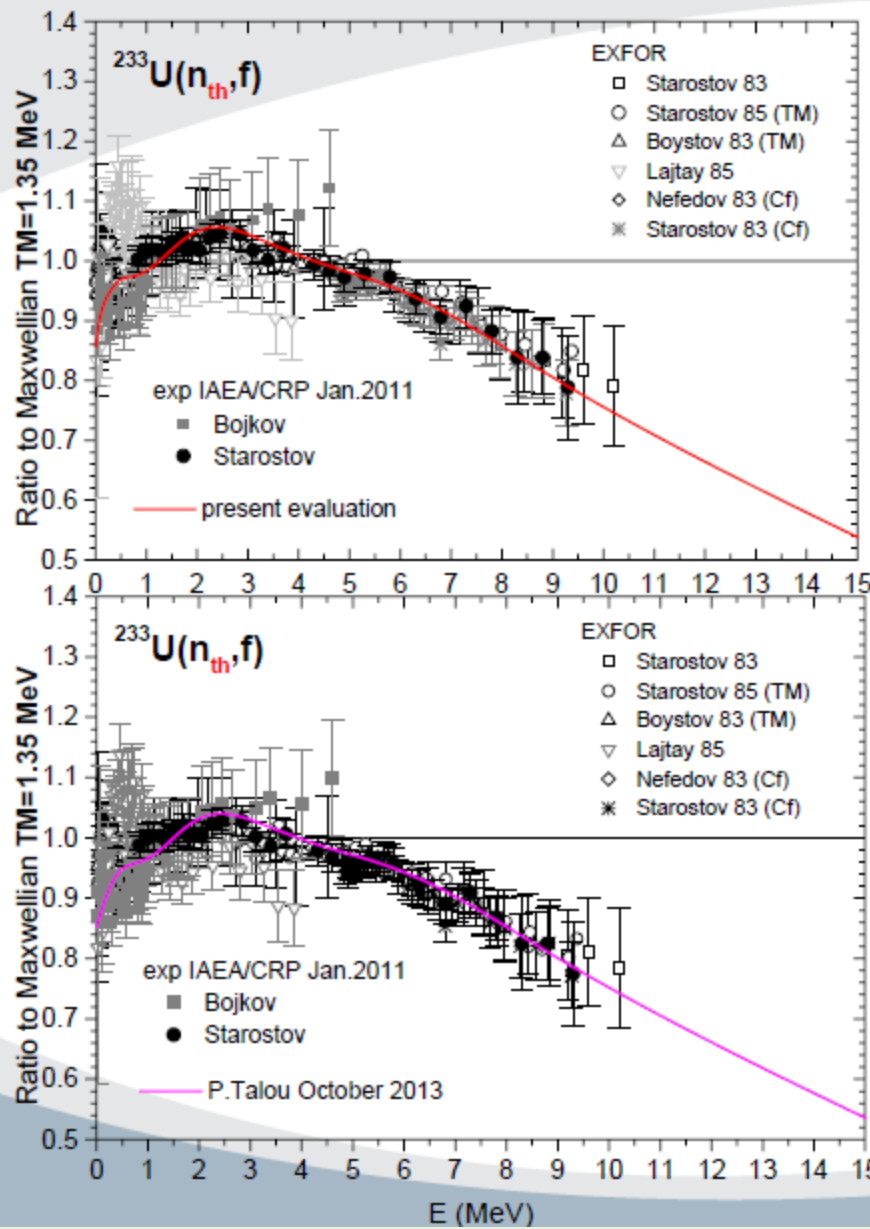 1.4
1.3
1.2
1.1
1.0
0.9
0.8
0.7
0.6
0.5
Ratio to Maxwellian TM=1.35 MeV
²³³U(nth,f)
EXFOR
Starostov 83
Starostov 85 (TM)
Boystov 83 (TM)
Lajtay 85
Nefedov 83 (Cf)
Starostov 83 (Cf)
exp IAEA/CRP Jan.2011
Bojkov
Starostov
present evaluation
0 1 2 3 4 5 6 7 8 9 10 11 12 13 14 15
1.4
1.3
1.2
1.1
1.0
0.9
0.8
0.7
0.6
0.5
Ratio to Maxwellian TM=1.35 MeV
²³³U(nth,f)
EXFOR
Starostov 83
Starostov 85 (TM)
Boystov 83 (TM)
Lajtay 85
Nefedov 83 (Cf)
Starostov 83 (Cf)
exp IAEA/CRP Jan.2011
Bojkov
Starostov
P.Talou October 2013
0 1 2 3 4 5 6 7 8 9 10 11 12 13 14 15
E (MeV)